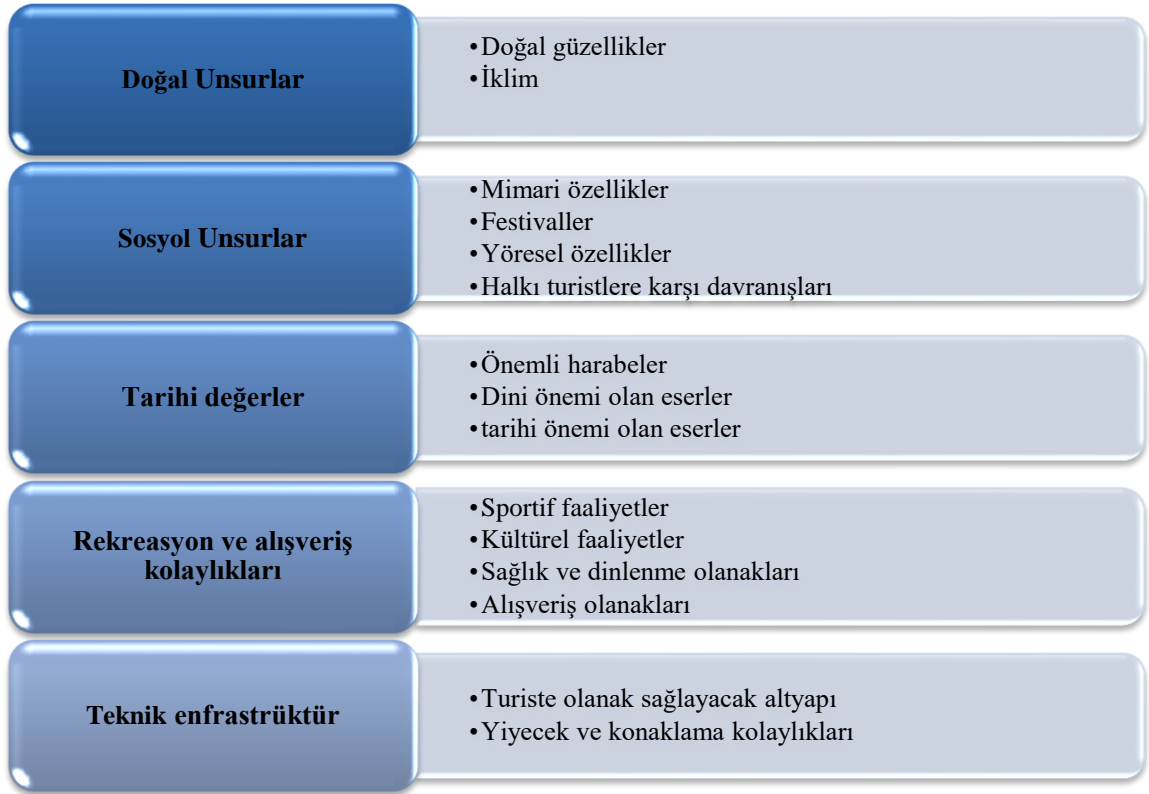 Doğal Unsurlar
•Doğal güzellikler
•İklim
Sosyol Unsurlar
•Mimari özellikler
•Festivaller
•Yöresel özellikler
•Halkı turistlere karşı davranışları
Tarihi değerler
•Önemli harabeler
•Dini önemi olan eserler
•tarihi önemi olan eserler
Rekreasyon ve alışveriş
kolaylıkları
•Sportif faaliyetler
•Kültürel faaliyetler
•Sağlık ve dinlenme olanakları
•Alışveriş olanakları
Teknik enfrastrüktür
•Turiste olanak sağlayacak altyapı
•Yiyecek ve konaklama kolaylıkları